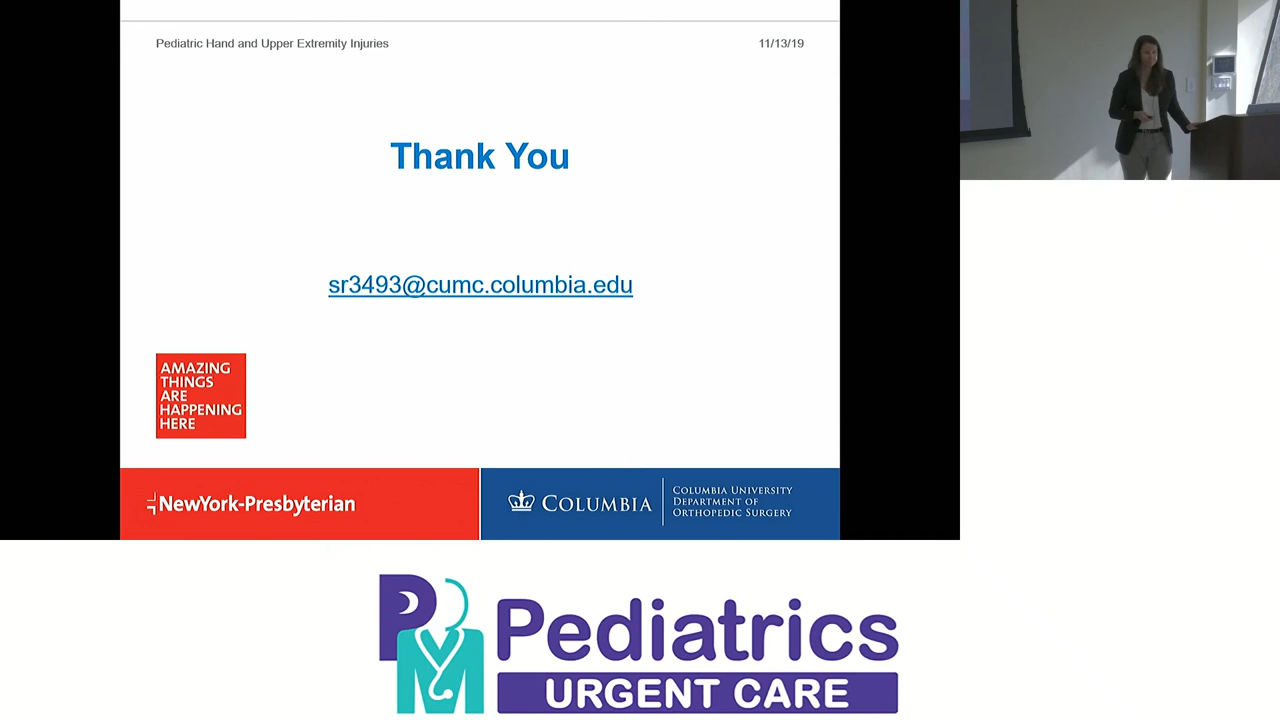 Pediatric Hand and Upper Extremity Injuries
11/13/19
Thank You
sr3493@cumc.columbia.edu
AMAZING
THINGS
ARE
HAPPENING
HERE
NewYork-Presbyterian
COLUMBIA
COLUMBIA UNIVERSITY
DEPARTMENT OF
ORTHOPEDIC SURGERY
PM Pediatrics
URGENT CARE